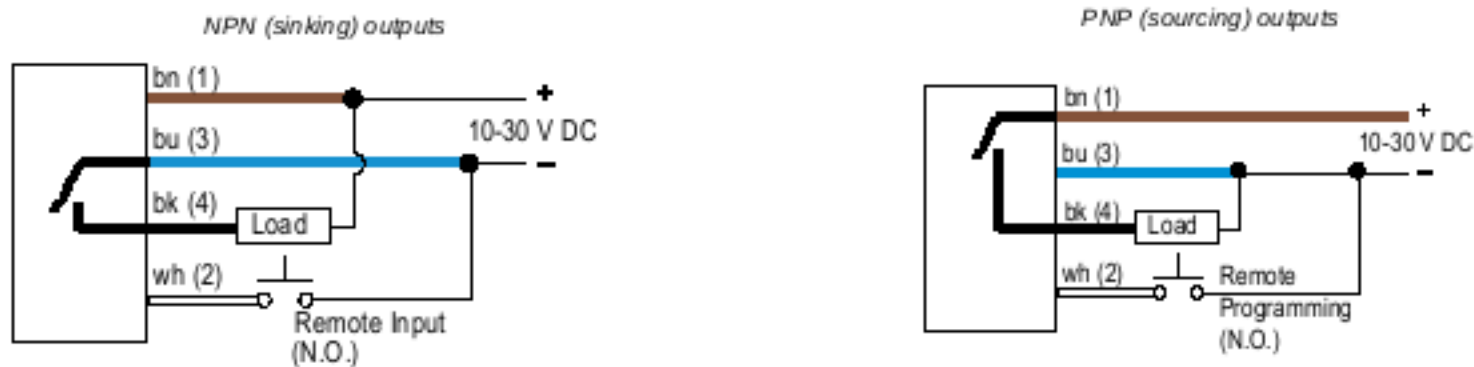 NPN (sinking) outputs
bn (1)
+
bu (3)
10-30 V DC
–
bk (4)
Load
wh (2)
Remote Input
(N.O.)
PNP (sourcing) outputs
bn (1)
+
10-30 V DC
bu (3)
–
bk (4)
Load
wh (2)
Remote
Programming
(N.O.)